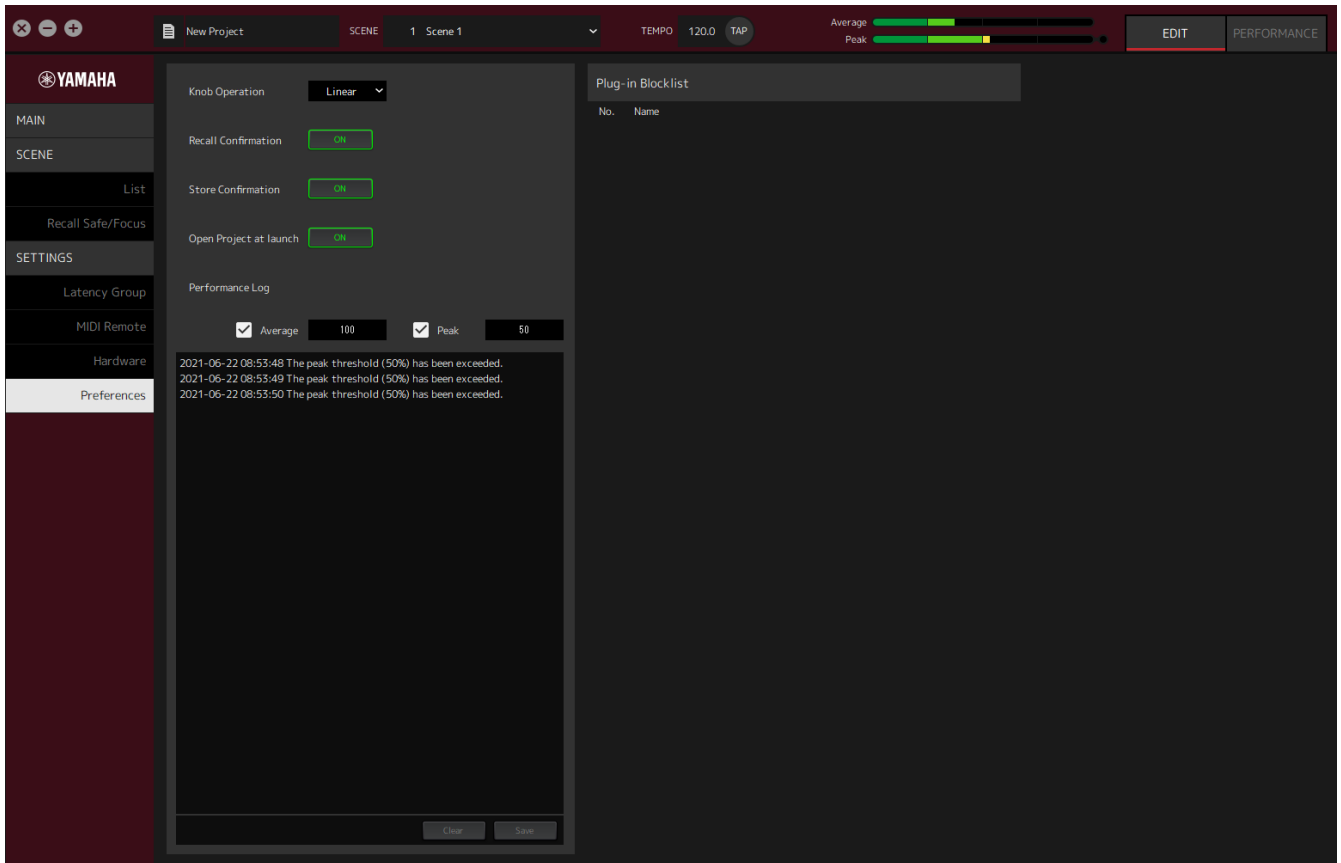 New Project
SCENE
1 Scene 1
TEMPO
120.0
TAP
Average
Peak
EDIT
PERFORMANCE
YAMAHA
MAIN
SCENE
List
Recall Safe/Focus
SETTINGS
Latency Group
MIDI Remote
Hardware
Preferences
Knob Operation
Linear
Recall Confirmation
ON
Store Confirmation
ON
Open Project at launch
ON
Performance Log
Average
100
Peak
50
2021-06-22 08:53:48 The peak threshold (50%) has been exceeded.
2021-06-22 08:53:49 The peak threshold (50%) has been exceeded.
2021-06-22 08:53:50 The peak threshold (50%) has been exceeded.
Clear
Save
Plug-in Blocklist
No. Name